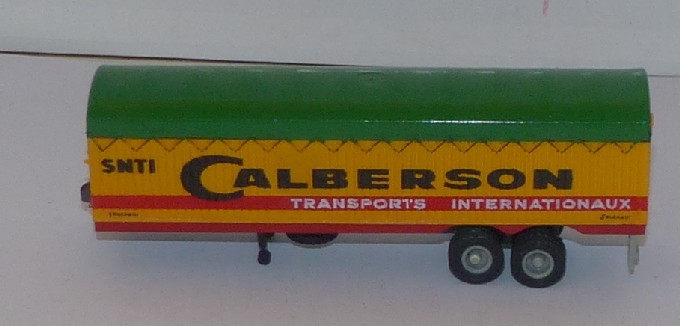 SNTI
CALBERSON
TRANSPORTS INTERNATIONAUX